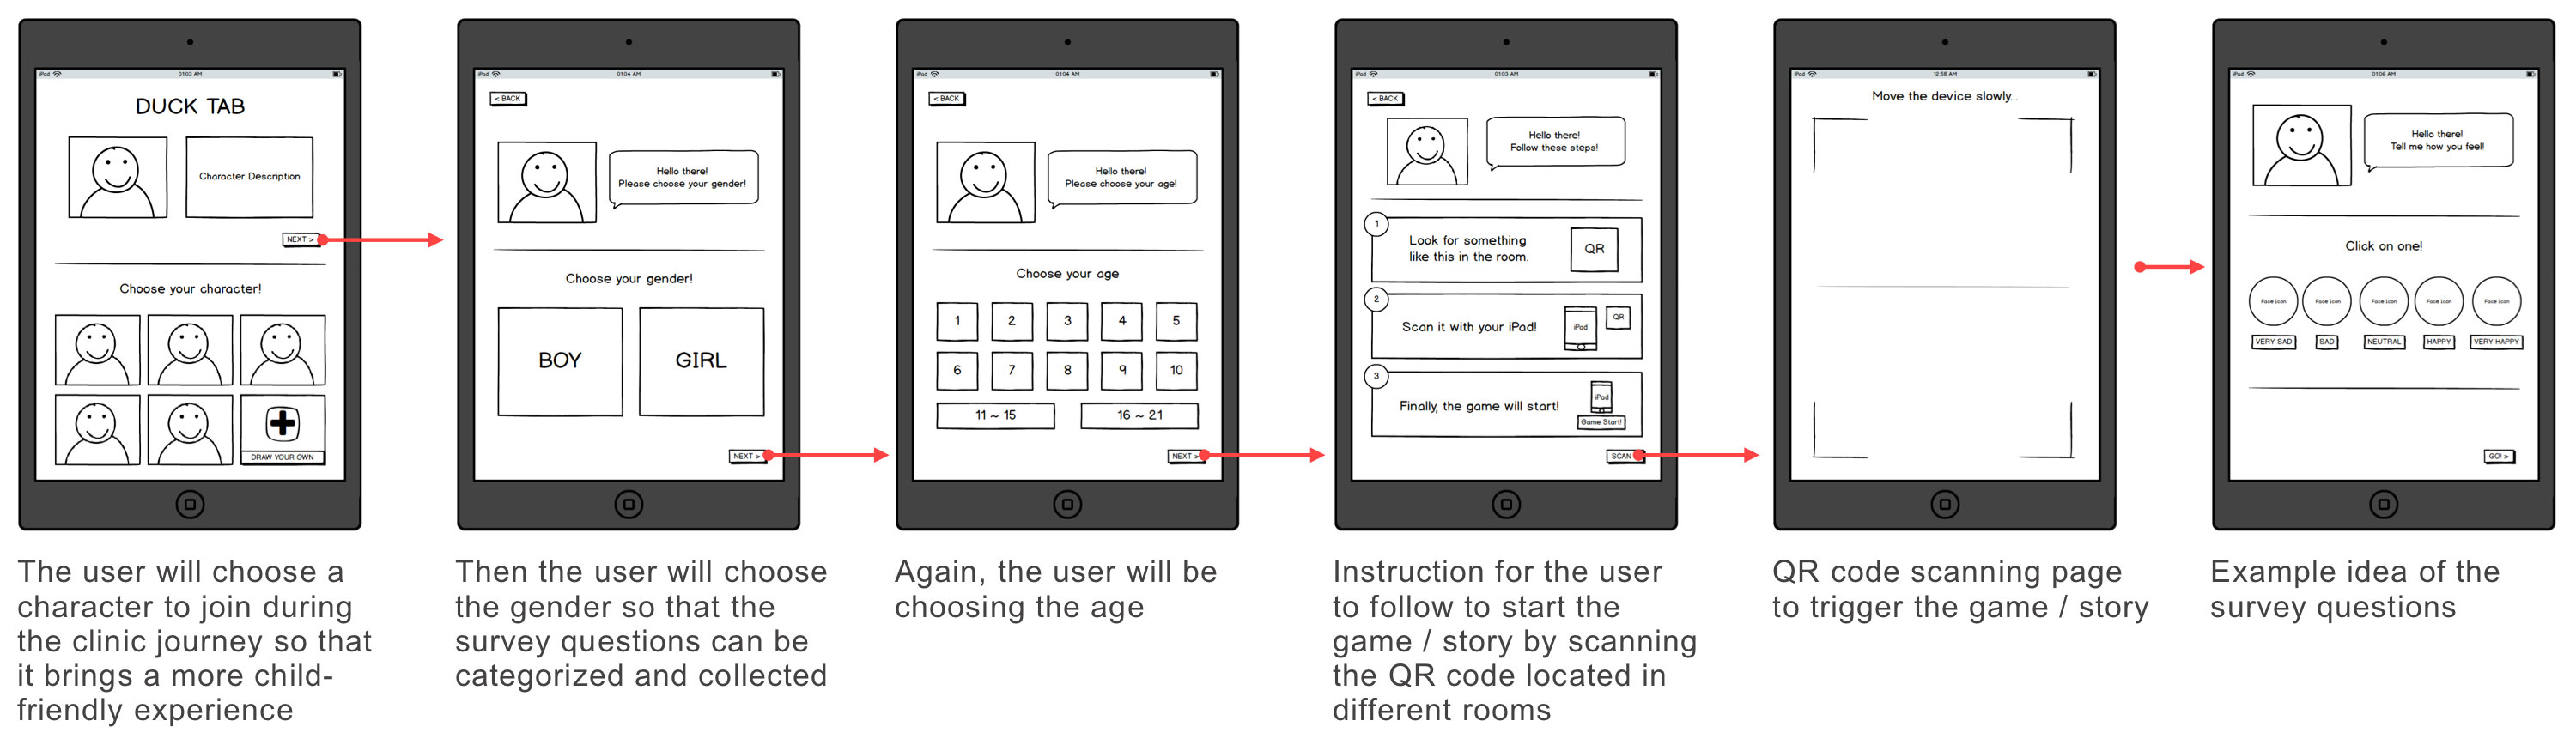 iPad 01:03 AM
DUCK TAB
Character Description
NEXT >
Choose your character!
DRAW YOUR OWN
The user will choose a
character to join during
the clinic journey so that
it brings a more child-
friendly experience
iPad 01:04 AM
< BACK
Hello there!
Please choose your gender!
Choose your gender!
BOY GIRL
NEXT >
Then the user will choose
the gender so that the
survey questions can be
categorized and collected
iPad 01:04 AM
< BACK
Hello there!
Please choose your age!
Choose your age
1 2 3 4 5
6 7 8 9 10
11 ~ 15 16 ~ 21
NEXT >
Again, the user will be
choosing the age
iPad 01:03 AM
< BACK
Hello there!
Follow these steps!
1
Look for something
like this in the room.
QR
2
Scan it with your iPad!
iPad
QR
3
Finally, the game will start!
iPad
Game Start!
SCAN
Instruction for the user
to follow to start the
game / story by scanning
the QR code located in
different rooms
iPad 12:58 AM
Move the device slowly...
QR code scanning page
to trigger the game / story
iPad 01:06 AM
Hello there!
Tell me how you feel!
Click on one!
Face Icon Face Icon Face Icon Face Icon Face Icon
VERY SAD SAD NEUTRAL HAPPY VERY HAPPY
GO! >
Example idea of the
survey questions